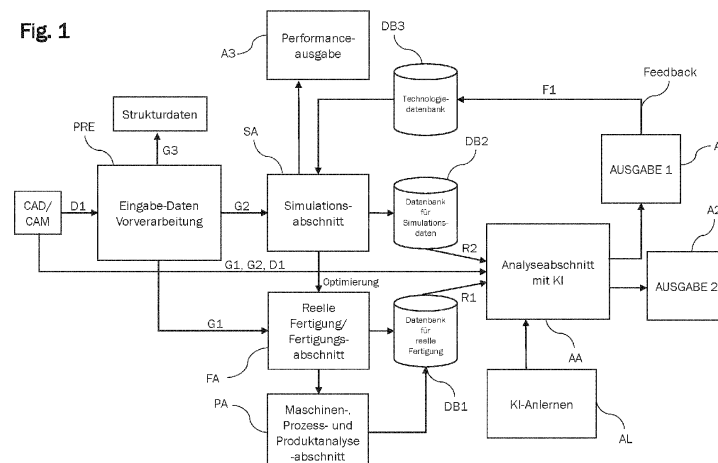 Fig. 1
Performance-
ausgabe
A3
DB3
Technologie-
datenbank
Feedback
F1
Strukturdaten
PRE
G3
SA
DB2
AUSGABE 1
A
CAD/
CAM
D1
Eingabe-Daten
Vorverarbeitung
G2
Simulations-
abschnitt
Datenbank
für
Simulations-
daten
A2
R2
Analyseabschnitt
mit KI
AUSGABE 2
G1, G2, D1
Optimierung
R1
G1
Reelle
Fertigung/
Fertigungs-
abschnitt
Datenbank
für
reelle
Fertigung
FA
AA
PA
DB1
Maschinen-,
Prozess- und
Produktanalyse
-abschnitt
KI-Anlernen
AL